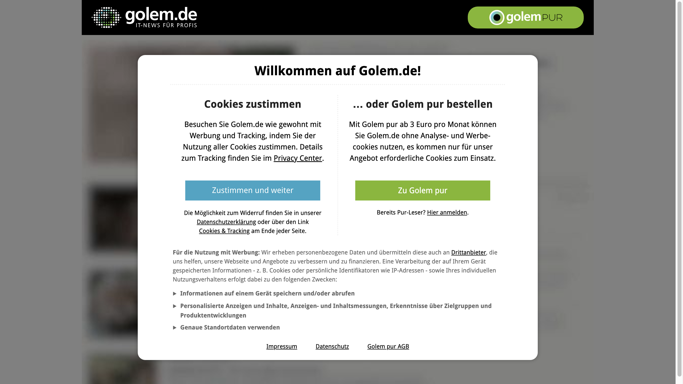 golem.de
IT-NEWS FÜR PROFIS
golemPUR
Willkommen auf Golem.de!
Cookies zustimmen
Besuchen Sie Golem.de wie gewohnt mit
Werbung und Tracking, indem Sie der
Nutzung aller Cookies zustimmen. Details
zum Tracking finden Sie im Privacy Center.
Zustimmen und weiter
Die Möglichkeit zum Widerruf finden Sie in unserer
Datenschutzerklärung oder über den Link
Cookies & Tracking am Ende jeder Seite.
... oder Golem pur bestellen
Mit Golem pur ab 3 Euro pro Monat können
Sie Golem.de ohne Analyse- und Werbe-
cookies nutzen, es kommen nur für unser
Angebot erforderliche Cookies zum Einsatz.
Zu Golem pur
Bereits Pur-Leser? Hier anmelden.
Für die Nutzung mit Werbung: Wir erheben personenbezogene Daten und übermitteln diese auch an Drittanbieter, die
uns helfen, unsere Webseite und Angebote zu verbessern und zu finanzieren. Eine Verarbeitung der auf Ihrem Gerät
gespeicherten Informationen - z. B. Cookies oder persönliche Identifikatoren wie IP-Adressen - sowie Ihres individuellen
Nutzungsverhaltens erfolgt dabei zu den folgenden Zwecken:
Informationen auf einem Gerät speichern und/oder abrufen
Personalisierte Anzeigen und Inhalte, Anzeigen- und Inhaltsmessungen, Erkenntnisse über Zielgruppen und
Produktentwicklungen
Genaue Standortdaten verwenden
Impressum Datenschutz Golem pur AGB